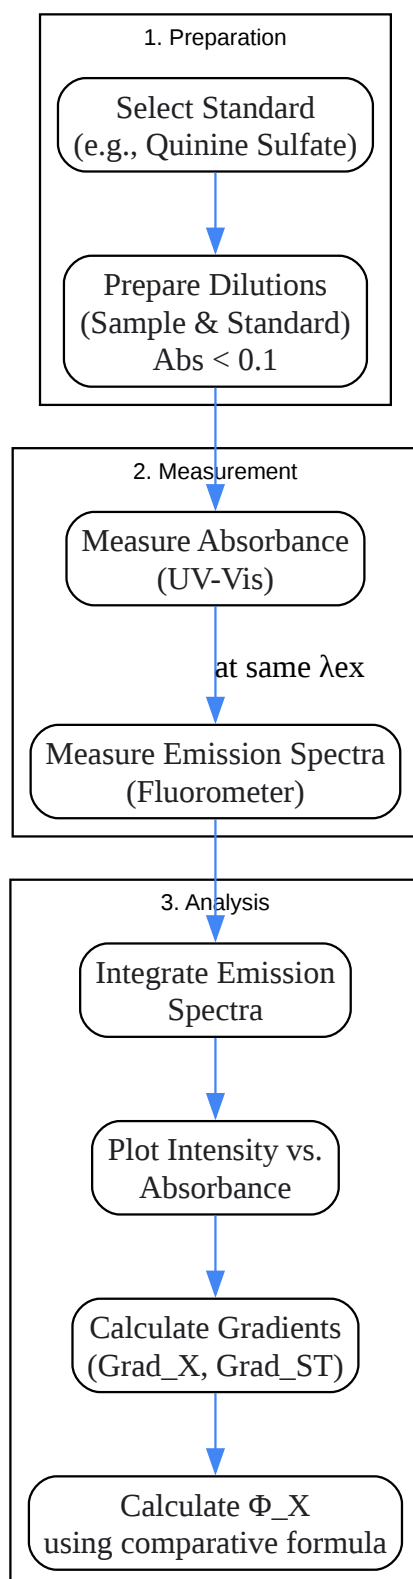 1. Preparation
Select Standard
(e.g., Quinine Sulfate)
Prepare Dilutions
(Sample & Standard)
Abs < 0.1
2. Measurement
Measure Absorbance
(UV-Vis)
at same λex
Measure Emission Spectra
(Fluorometer)
3. Analysis
Integrate Emission
Spectra
Plot Intensity vs.
Absorbance
Calculate Gradients
(Grad_X, Grad_ST)
Calculate Φ_X
using comparative formula